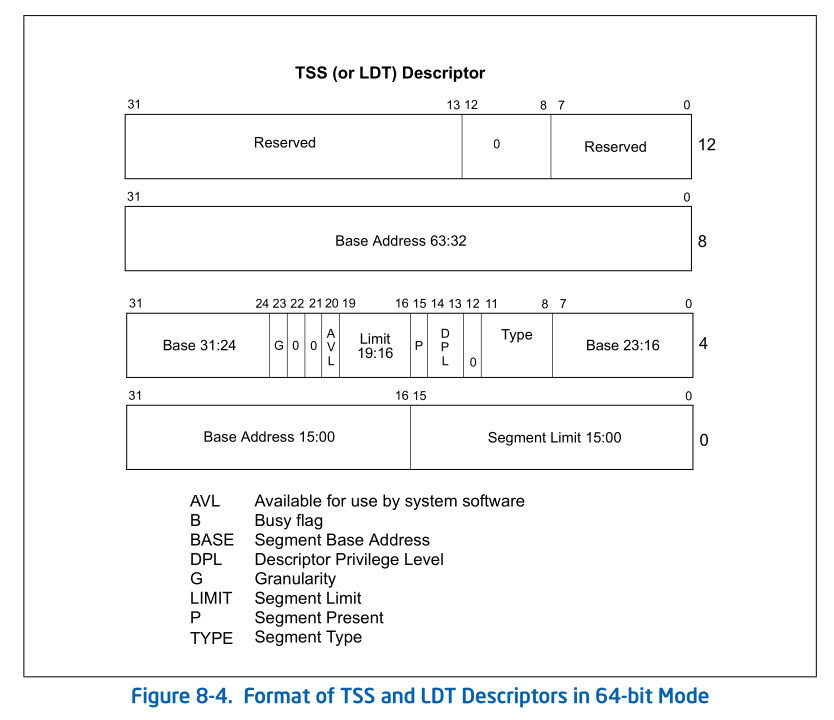 TSS (or LDT) Descriptor
31 13 12 8 7 0
Reserved 0 Reserved 12
31 0
Base Address 63:32 8
31 24 23 22 21 20 19 16 15 14 13 12 11 8 7 0
Base 31:24 G 0 0 AVL Limit 19:16 P DPL 0 Type Base 23:16 4
31 16 15 0
Base Address 15:00 Segment Limit 15:00 0
AVL Available for use by system software
B Busy flag
BASE Segment Base Address
DPL Descriptor Privilege Level
G Granularity
LIMIT Segment Limit
P Segment Present
TYPE Segment Type
Figure 8-4. Format of TSS and LDT Descriptors in 64-bit Mode